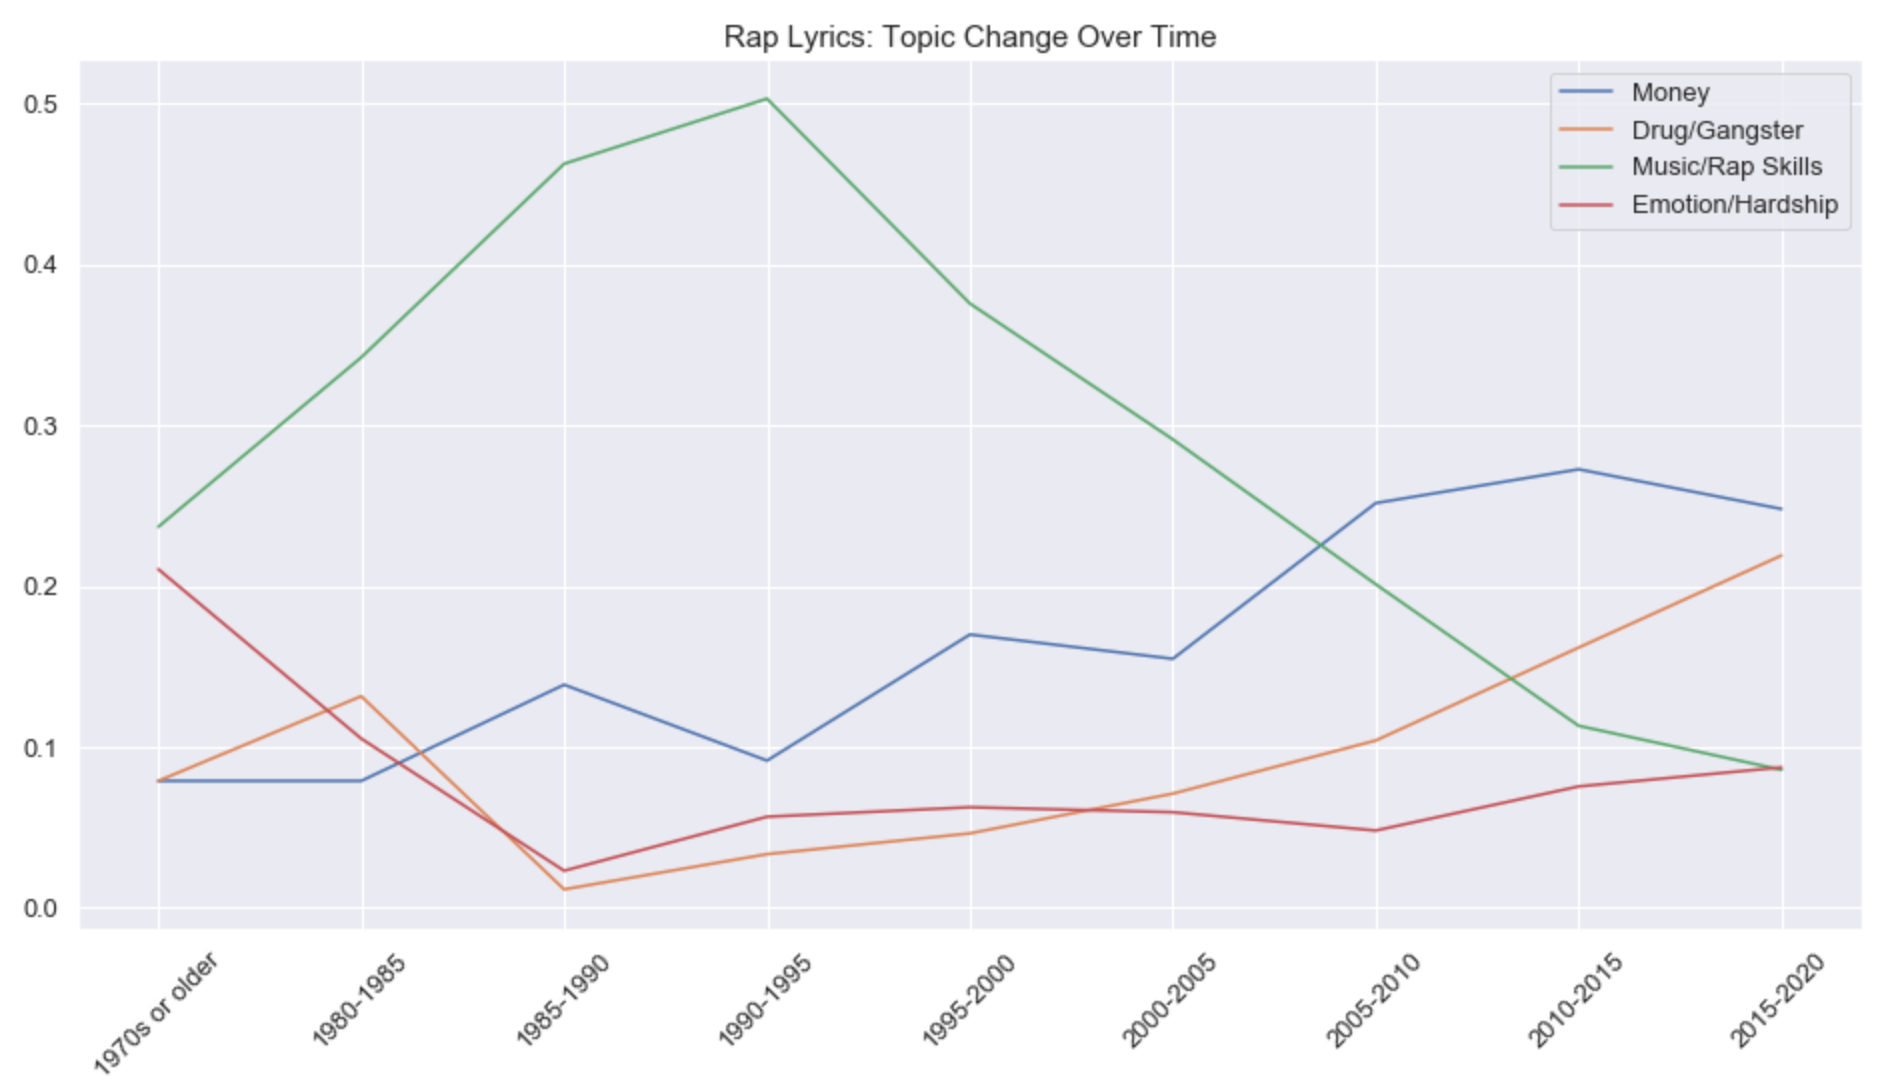 Rap Lyrics: Topic Change Over Time
Money
Drug/Gangster
Music/Rap Skills
Emotion/Hardship
0.5
0.4
0.3
0.2
0.1
0.0
1970s or older
1980-1985
1985-1990
1990-1995
1995-2000
2000-2005
2005-2010
2010-2015
2015-2020